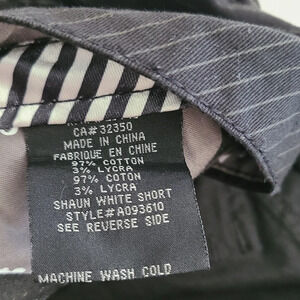 CA#32350
MADE IN CHINA
FABRIQUE EN CHINE
97% COTTON
3% LYCRA
97% COTON
3% LYCRA
SHAUN WHITE SHORT
STYLE#A093610
SEE REVERSE SIDE
MACHINE WASH COLD